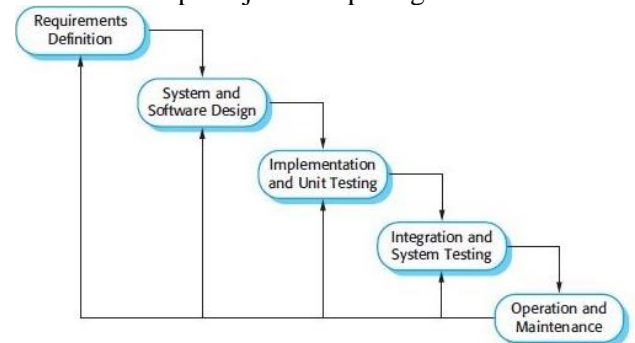 Requirements
Definition
System and
Software Design
Implementation
and Unit Testing
Integration and
System Testing
Operation and
Maintenance